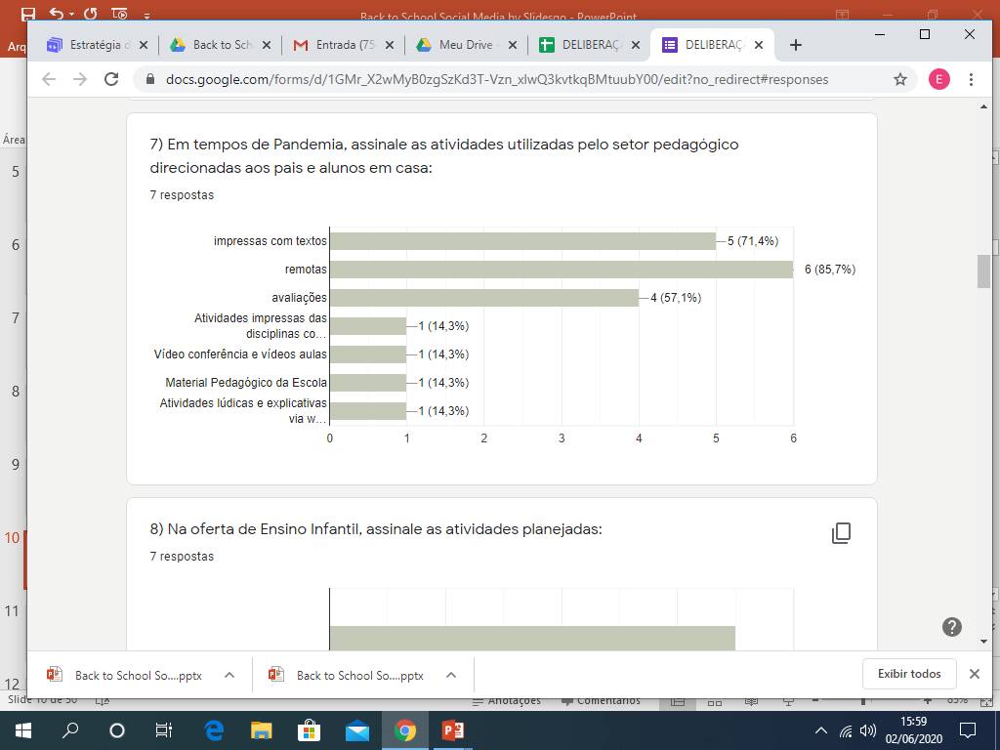 Back to School Social Media by Slidesgo - PowerPoint
Arq
Estratégia d
Back to Sch
Entrada (75
Meu Drive -
DELIBERAÇ
DELIBERAÇ
docs.google.com/forms/d/1GMr_X2wMyB0zgSzKd3T-Vzn_xlwQ3kvtkqBMtuubY00/edit?no_redirect#responses
E
Área
5
6
7
8
9
10
11
12
7) Em tempos de Pandemia, assinale as atividades utilizadas pelo setor pedagógico
direcionadas aos pais e alunos em casa:
7 respostas
impressas com textos
5 (71,4%)
remotas
6 (85,7%)
avaliações
4 (57,1%)
Atividades impressas das
disciplinas co…
1 (14,3%)
Vídeo conferência e vídeos aulas
1 (14,3%)
Material Pedagógico da Escola
1 (14,3%)
Atividades lúdicas e explicativas
via w…
1 (14,3%)
0 1 2 3 4 5 6
8) Na oferta de Ensino Infantil, assinale as atividades planejadas:
7 respostas
Back to School So....pptx
Back to School So....pptx
Exibir todos
Slide 10 de 50
Anotações
Comentários
83%
15:59
02/06/2020